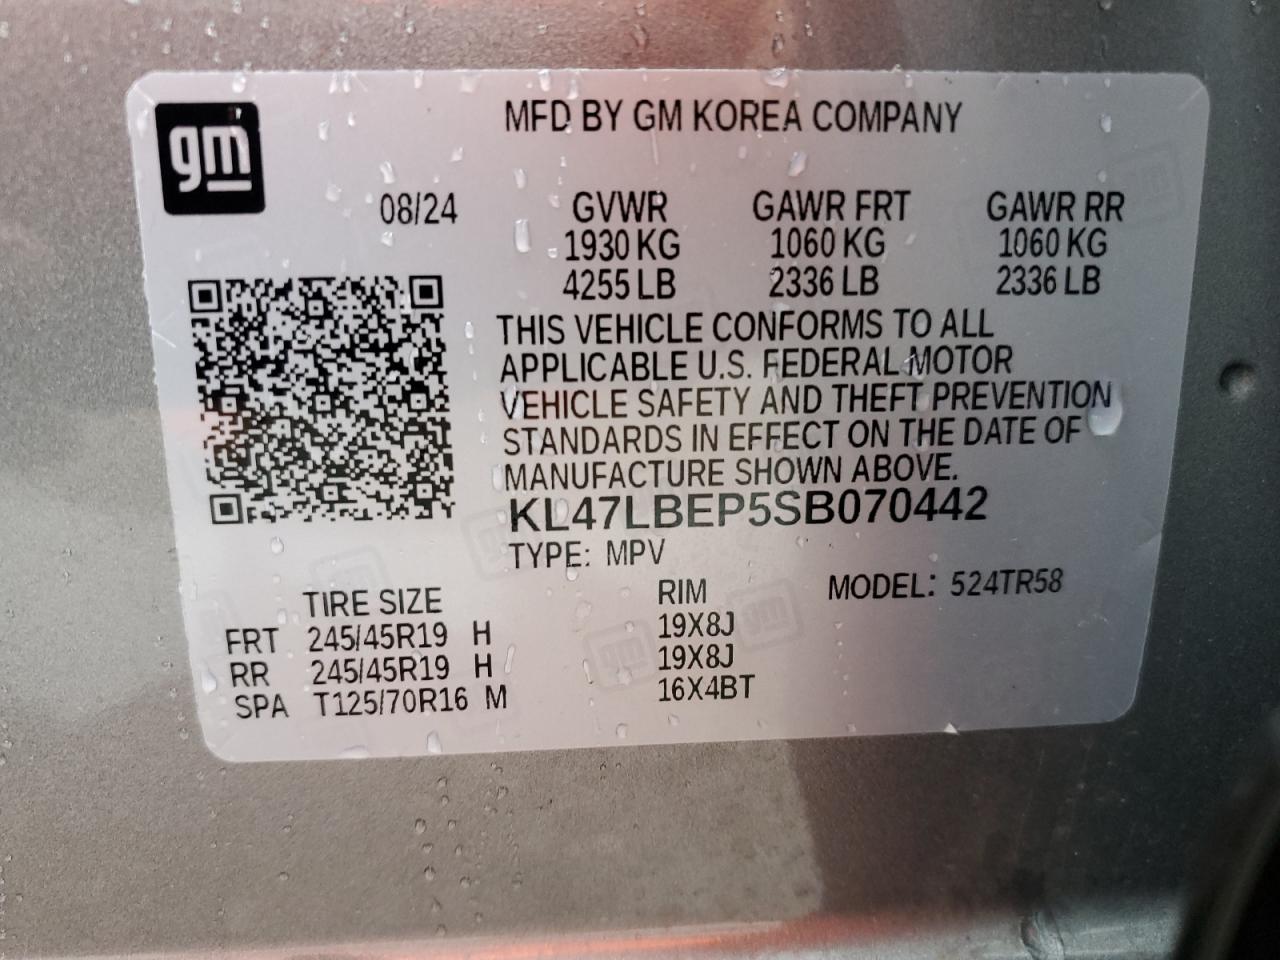 gm
MFD BY GM KOREA COMPANY
08/24 GVWR GAWR FRT GAWR RR
1930 KG 1060 KG 1060 KG
4255 LB 2336 LB 2336 LB
THIS VEHICLE CONFORMS TO ALL
APPLICABLE U.S. FEDERAL MOTOR
VEHICLE SAFETY AND THEFT PREVENTION
STANDARDS IN EFFECT ON THE DATE OF
MANUFACTURE SHOWN ABOVE.
KL47LBEP5SB070442
TYPE: MPV
TIRE SIZE RIM MODEL: 524TR58
FRT 245/45R19 H 19X8J
RR 245/45R19 H 19X8J
SPA T125/70R16 M 16X4BT